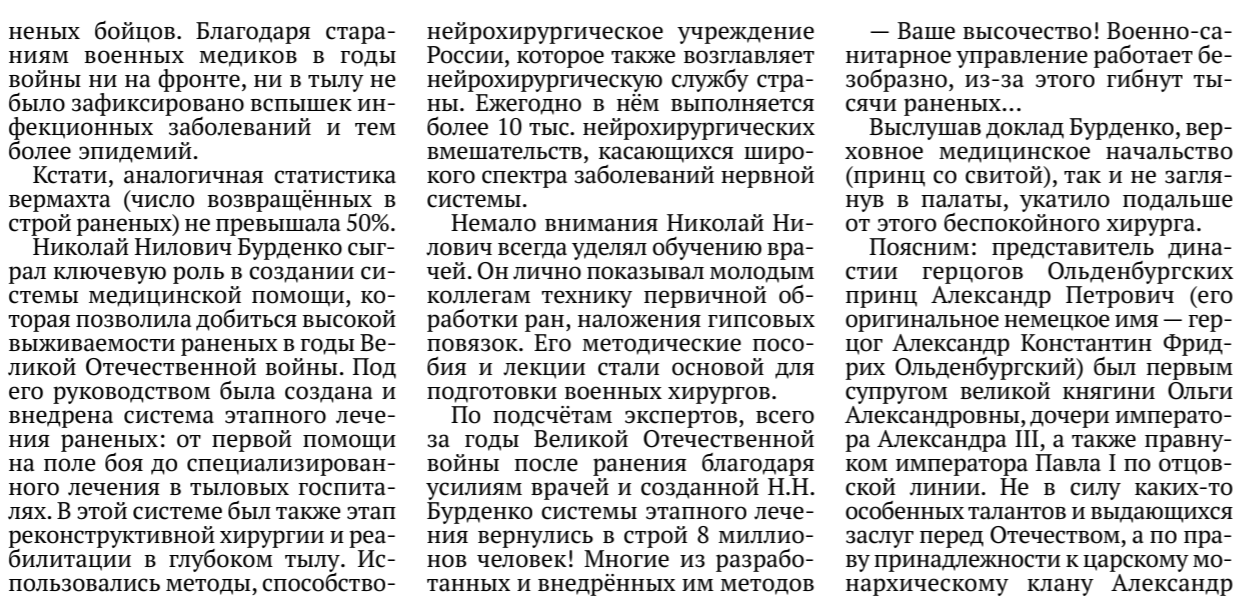 неных бойцов. Благодаря стара-
ниям военных медиков в годы
войны ни на фронте, ни в тылу не
было зафиксировано вспышек ин-
фекционных заболеваний и тем
более эпидемий.
Кстати, аналогичная статистика
вермахта (число возвращённых в
строй раненых) не превышала 50%.
Николай Нилович Бурденко сыг-
рал ключевую роль в создании си-
стемы медицинской помощи, ко-
торая позволила добиться высокой
выживаемости раненых в годы Ве-
ликой Отечественной войны. Под
его руководством была создана и
внедрена система этапного лече-
ния раненых: от первой помощи
на поле боя до специализирован-
ного лечения в тыловых госпита-
лях. В этой системе был также этап
реконструктивной хирургии и реа-
билитации в глубоком тылу. Ис-
пользовались методы, способство-
нейрохирургическое учреждение
России, которое также возглавляет
нейрохирургическую службу стра-
ны. Ежегодно в нём выполняется
более 10 тыс. нейрохирургических
вмешательств, касающихся широ-
кого спектра заболеваний нервной
системы.
Немало внимания Николай Ни-
лович всегда уделял обучению вра-
чей. Он лично показывал молодым
коллегам технику первичной об-
работки ран, наложения гипсовых
повязок. Его методические посо-
бия и лекции стали основой для
подготовки военных хирургов.
По подсчётам экспертов, всего
за годы Великой Отечественной
войны после ранения благодаря
усилиям врачей и созданной Н.Н.
Бурденко системы этапного лече-
ния вернулись в строй 8 миллио-
нов человек! Многие из разрабо-
танных и внедрённых им методов
— Ваше высочество! Военно-са-
нитарное управление работает бе-
зобразно, из-за этого гибнут ты-
сячи раненых...
Выслушав доклад Бурденко, вер-
ховное медицинское начальство
(принц со свитой), так и не загля-
нув в палаты, укатило подальше
от этого беспокойного хирурга.
Поясним: представитель дина-
стии герцогов Ольденбургских
принц Александр Петрович (его
оригинальное немецкое имя — гер-
цог Александр Константин Фрид-
рих Ольденбургский) был первым
супругом великой княгини Ольги
Александровны, дочери императо-
ра Александра III, а также правну-
ком императора Павла I по отцов-
ской линии. Не в силу каких-то
особенных талантов и выдающихся
заслуг перед Отечеством, а по пра-
ву принадлежности к царскому мо-
нархическому клану Александр